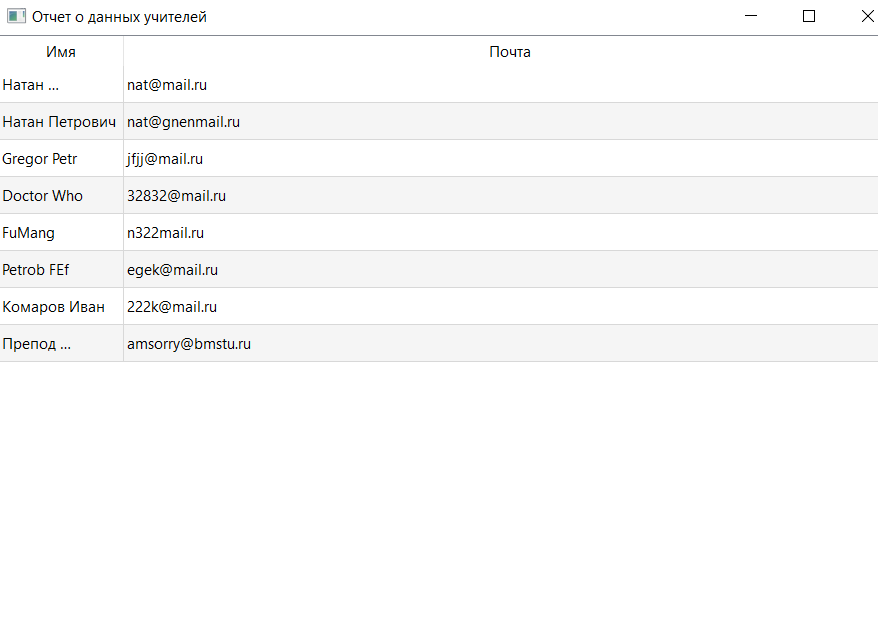 Отчет о данных учителей
Имя Почта
Натан ... nat@mail.ru
Натан Петрович nat@gnenmail.ru
Gregor Petr jfjj@mail.ru
Doctor Who 32832@mail.ru
FuMang n322mail.ru
Petrob FEf egek@mail.ru
Комаров Иван 222k@mail.ru
Препод ... amsorry@bmstu.ru